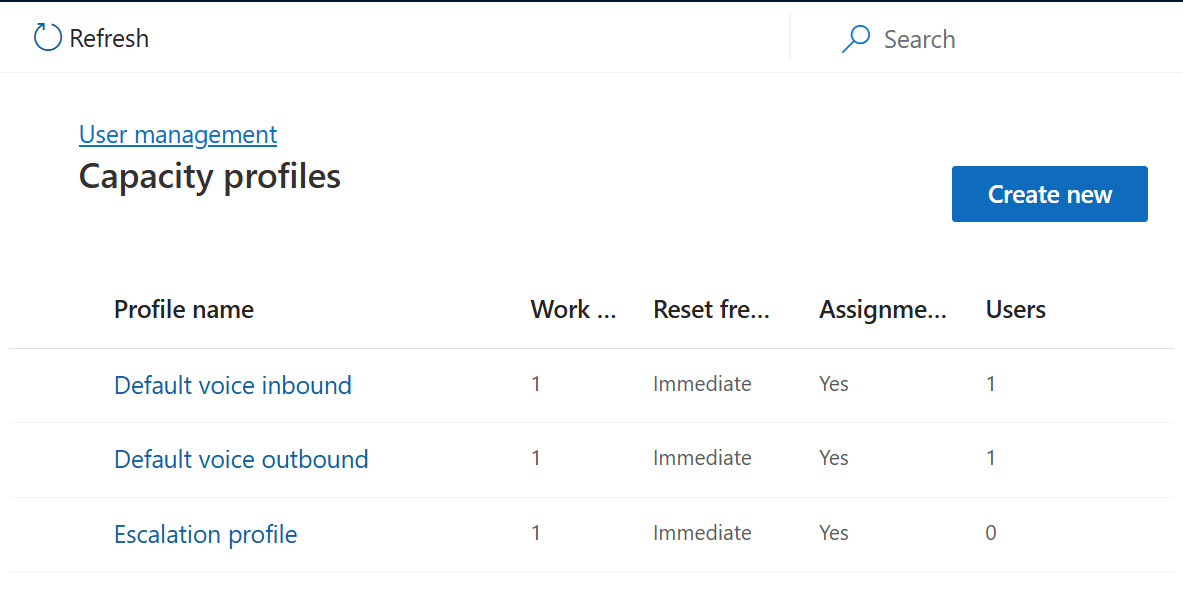 Refresh
Search
User management
Capacity profiles
Create new
Profile name Work ... Reset fre... Assignme... Users
Default voice inbound 1 Immediate Yes 1
Default voice outbound 1 Immediate Yes 1
Escalation profile 1 Immediate Yes 0